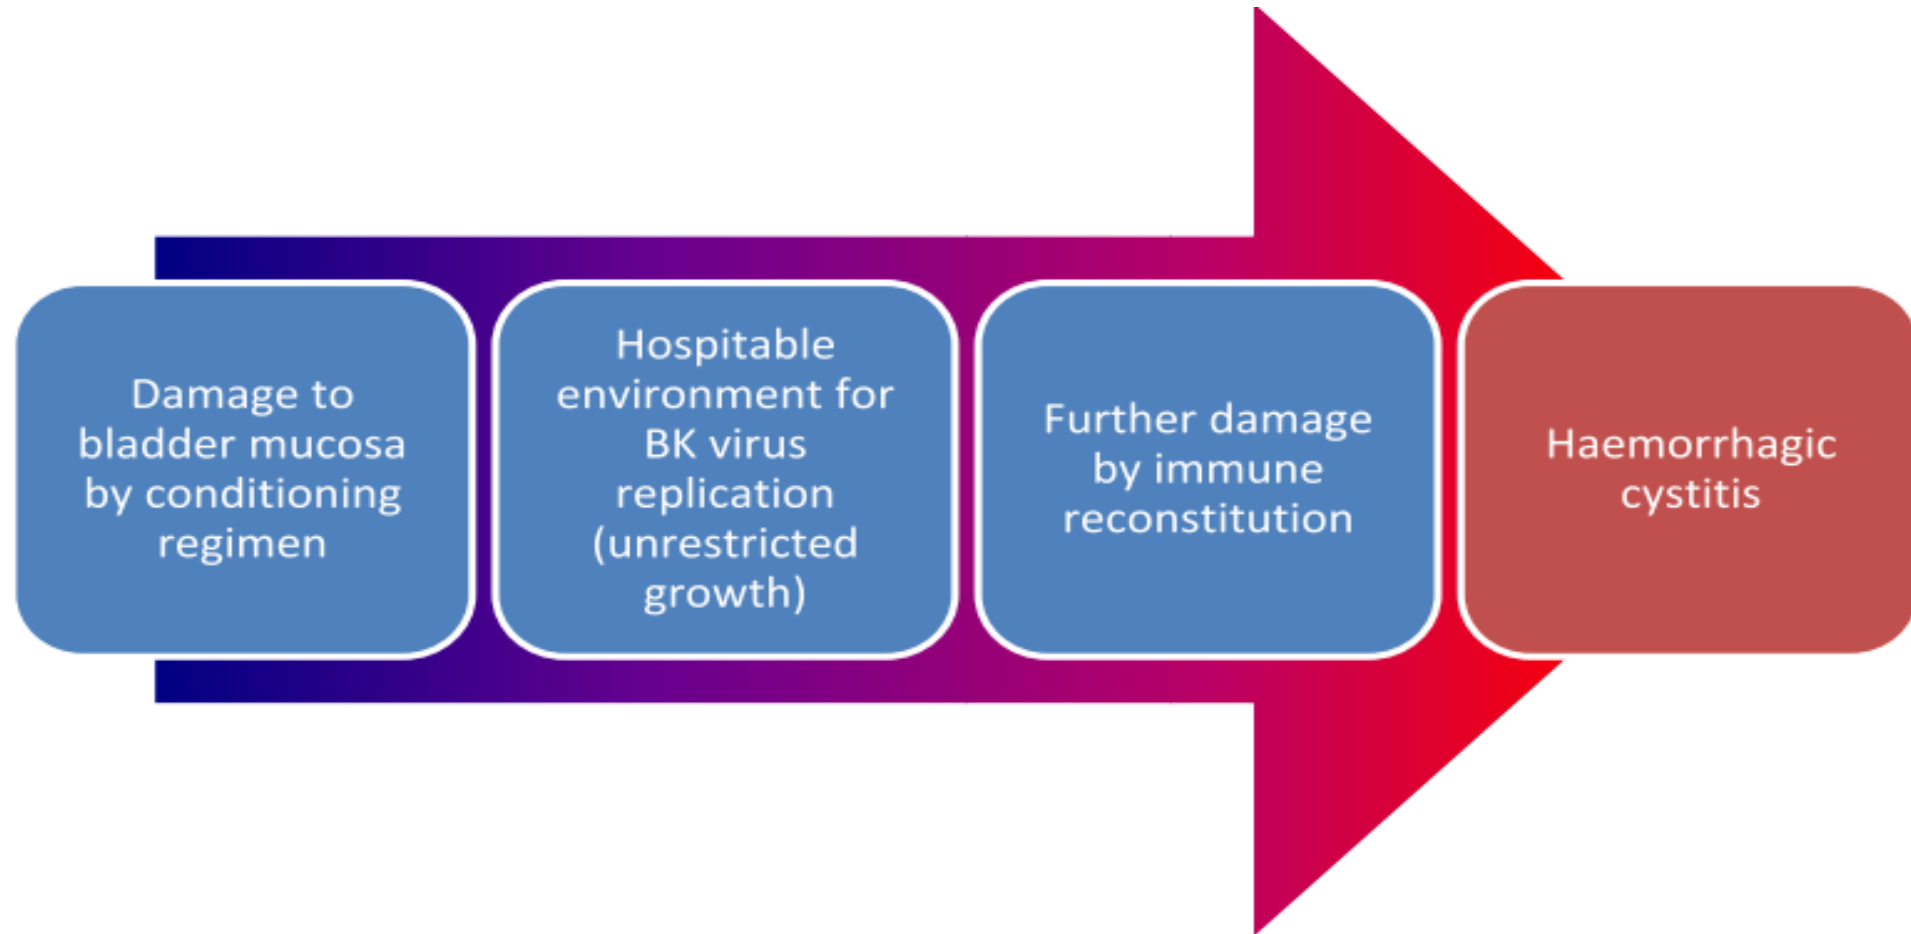 Damage to
bladder mucosa
by conditioning
regimen
Hospitable
environment for
BK virus
replication
(unrestricted
growth)
Further damage
by immune
reconstitution
Haemorrhagic
cystitis